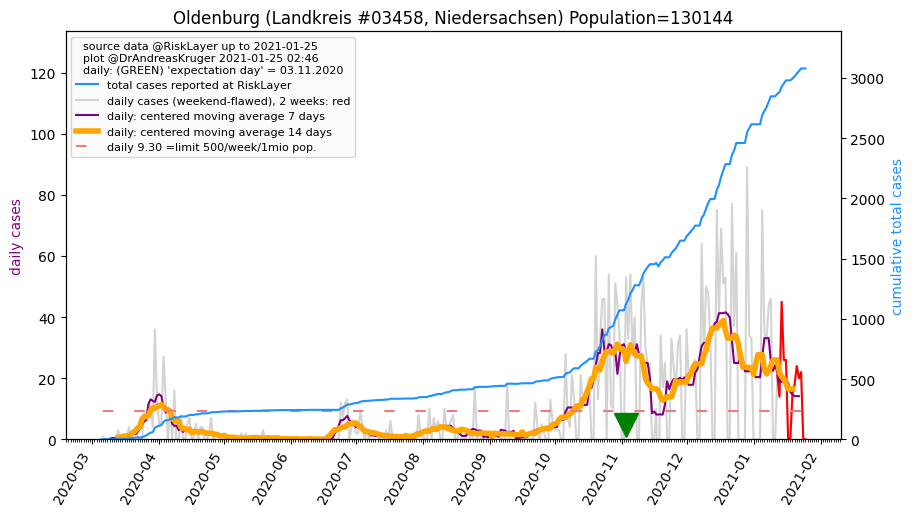 Oldenburg (Landkreis #03458, Niedersachsen) Population=130144
source data @RiskLayer up to 2021-01-25
plot @DrAndreasKruger 2021-01-25 02:46
daily: (GREEN) 'expectation day' = 03.11.2020
total cases reported at RiskLayer
daily cases (weekend-flawed), 2 weeks: red
daily: centered moving average 7 days
daily: centered moving average 14 days
daily 9.30 =limit 500/week/1mio pop.
daily cases
120
100
80
60
40
20
0
cumulative total cases
3000
2500
2000
1500
1000
500
0
2020-03
2020-04
2020-05
2020-06
2020-07
2020-08
2020-09
2020-10
2020-11
2020-12
2021-01
2021-02